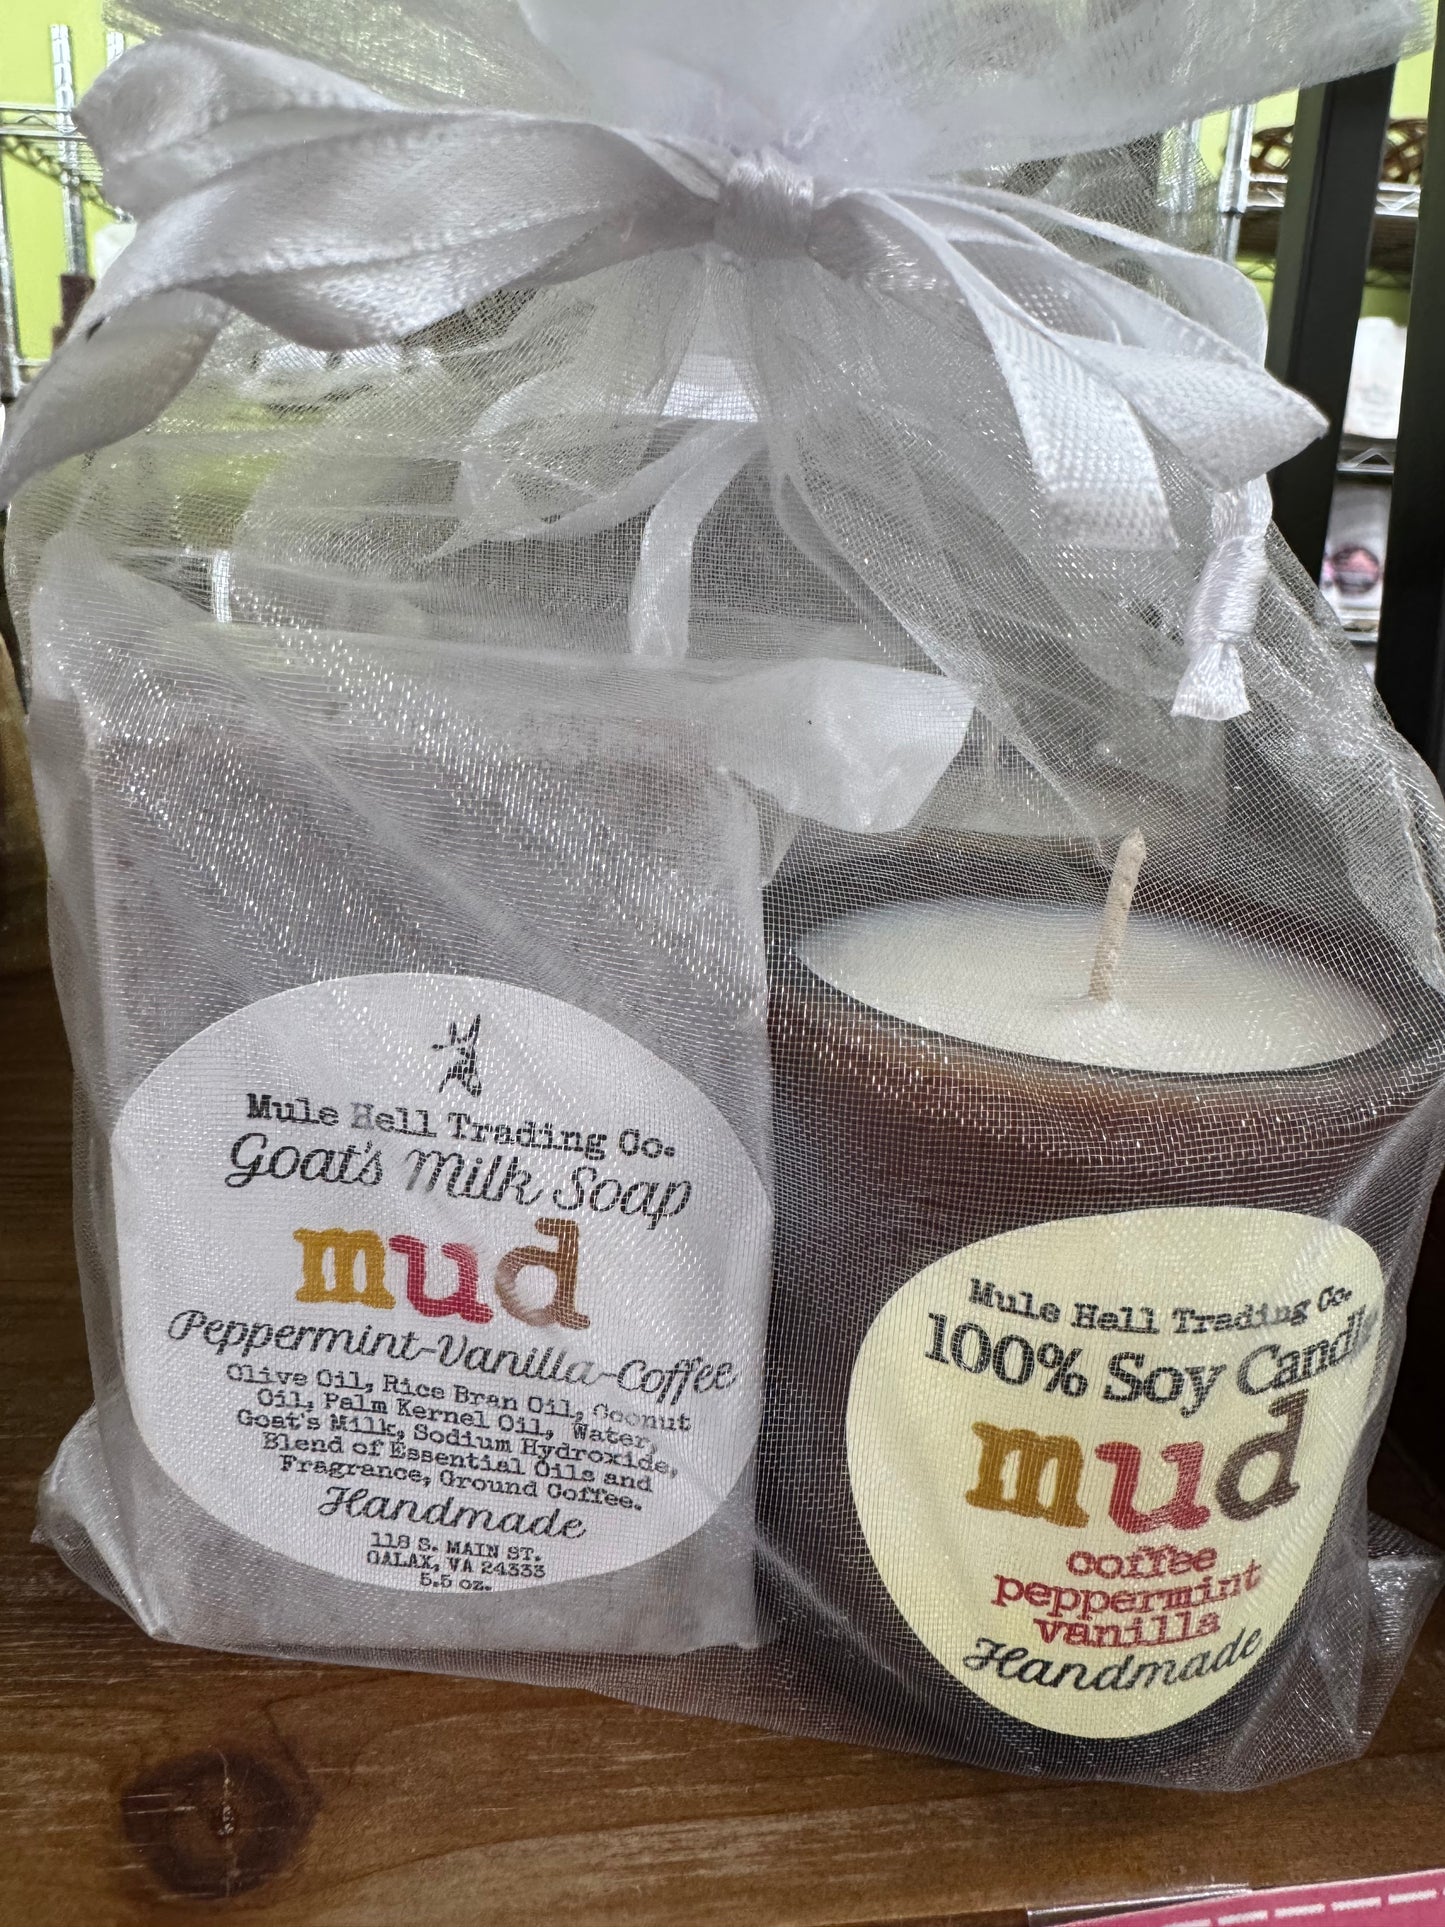 Mule Hell Trading Co.
Goat's Milk Soap
mud
Peppermint-Vanilla-Coffee
Olive Oil, Rice Bran Oil, Coconut
Oil, Palm Kernel Oil, Water,
Goat's Milk, Sodium Hydroxide,
Blend of Essential Oils and
Fragrance, Ground Coffee.
Handmade
118 S. MAIN ST.
GALAX, VA 24333
5.5 oz.
Mule Hell Trading Co.
100% Soy Candle
mud
coffee
peppermint
vanilla
Handmade